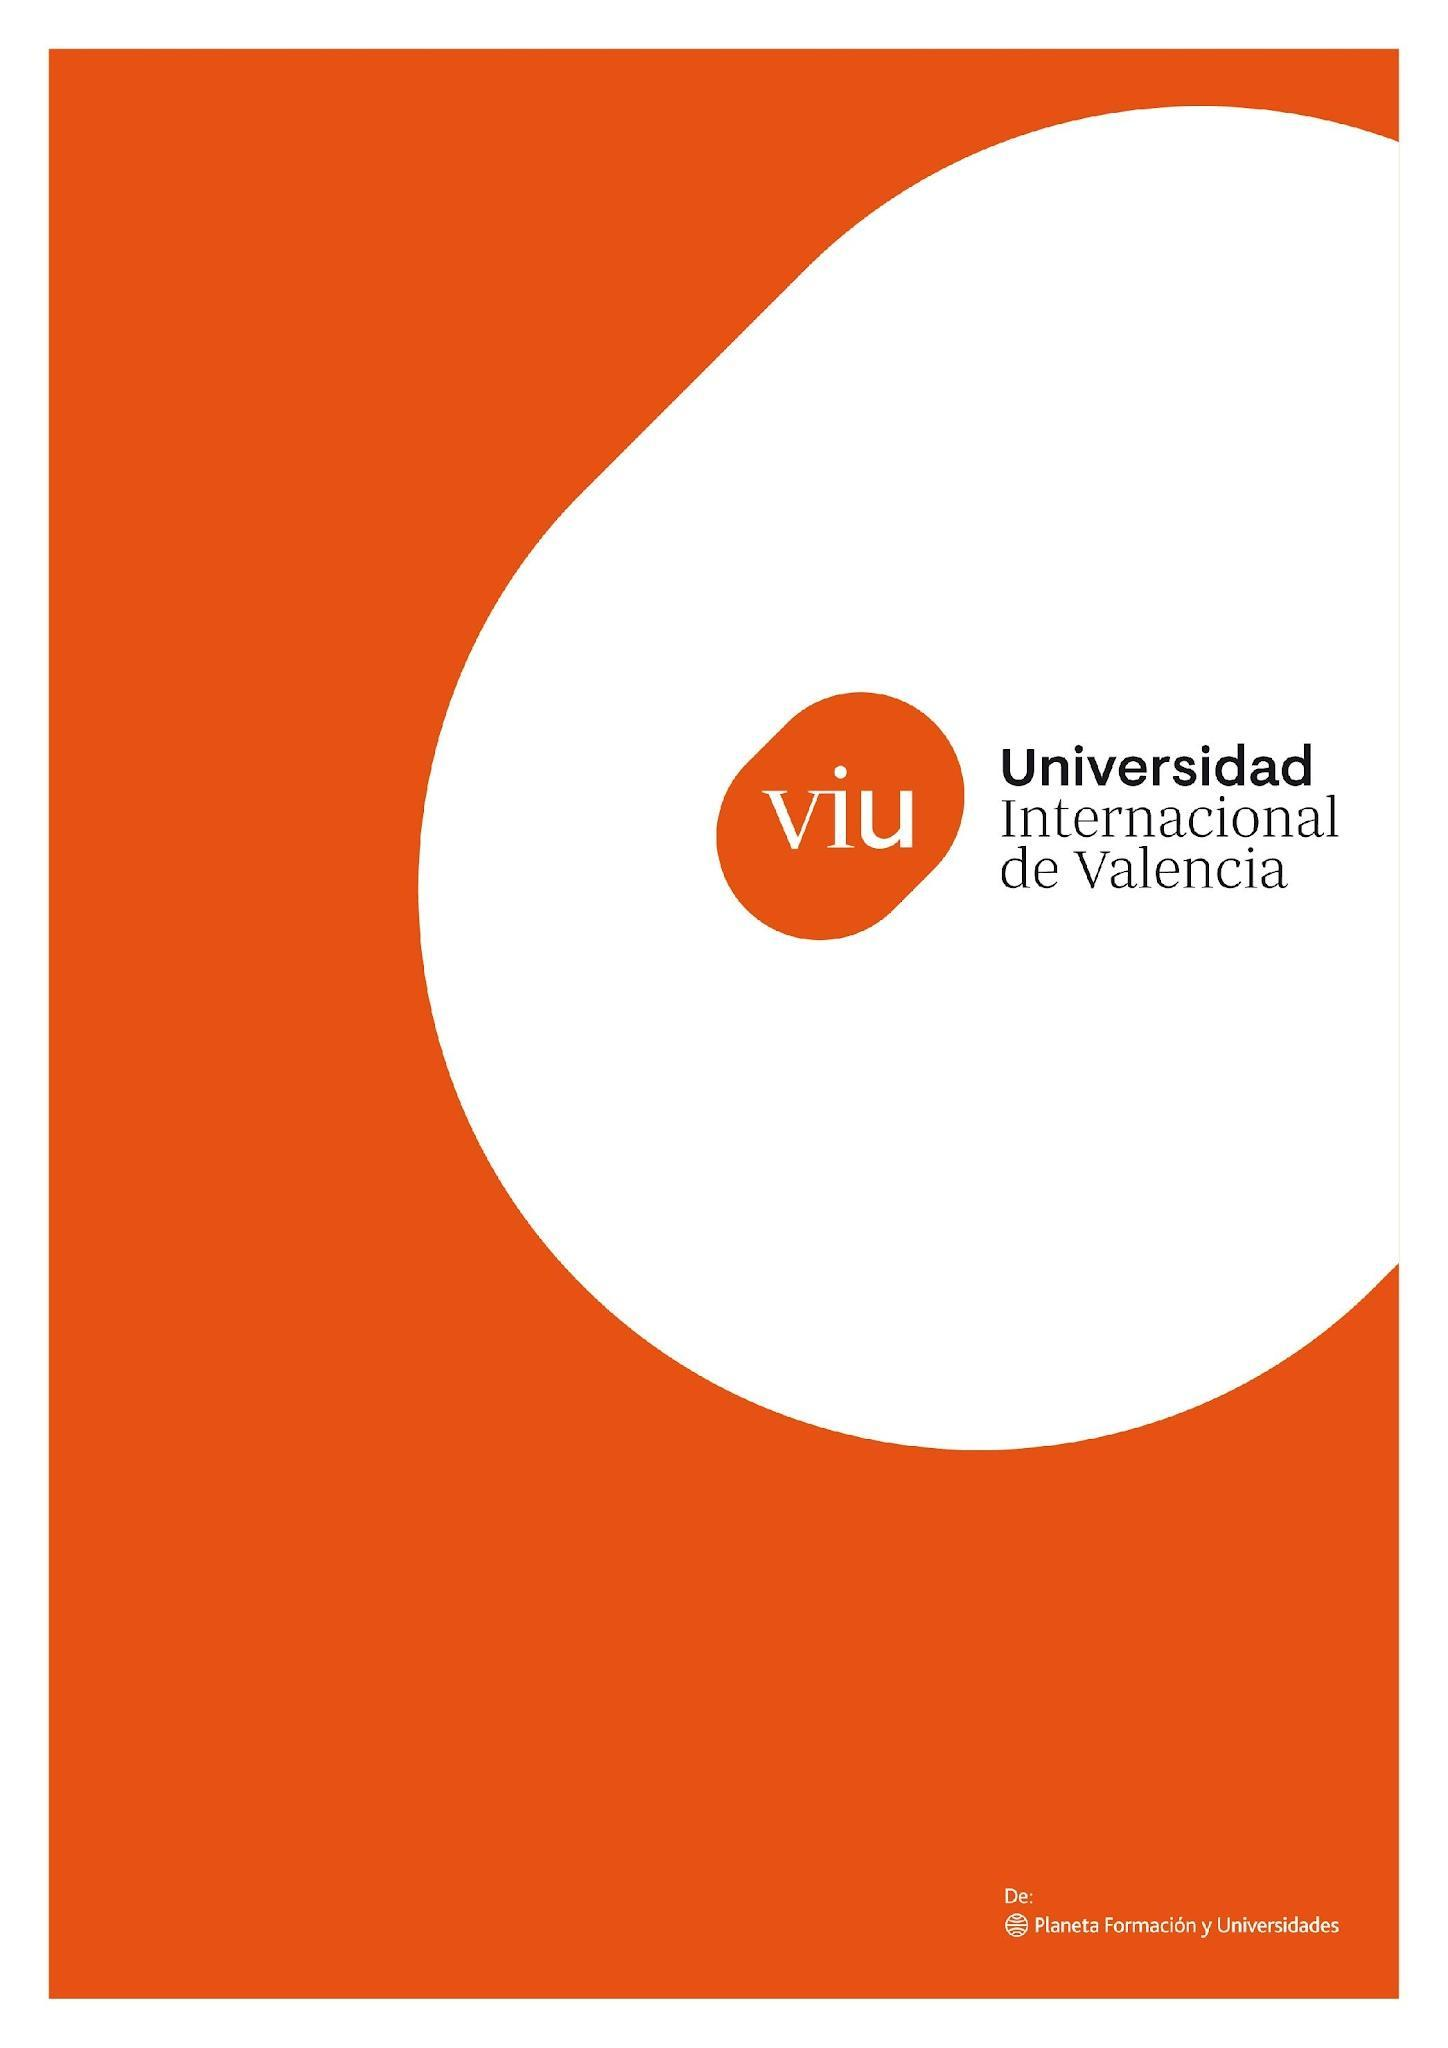 viu
Universidad
Internacional
de Valencia
De:
Planeta Formación y Universidades